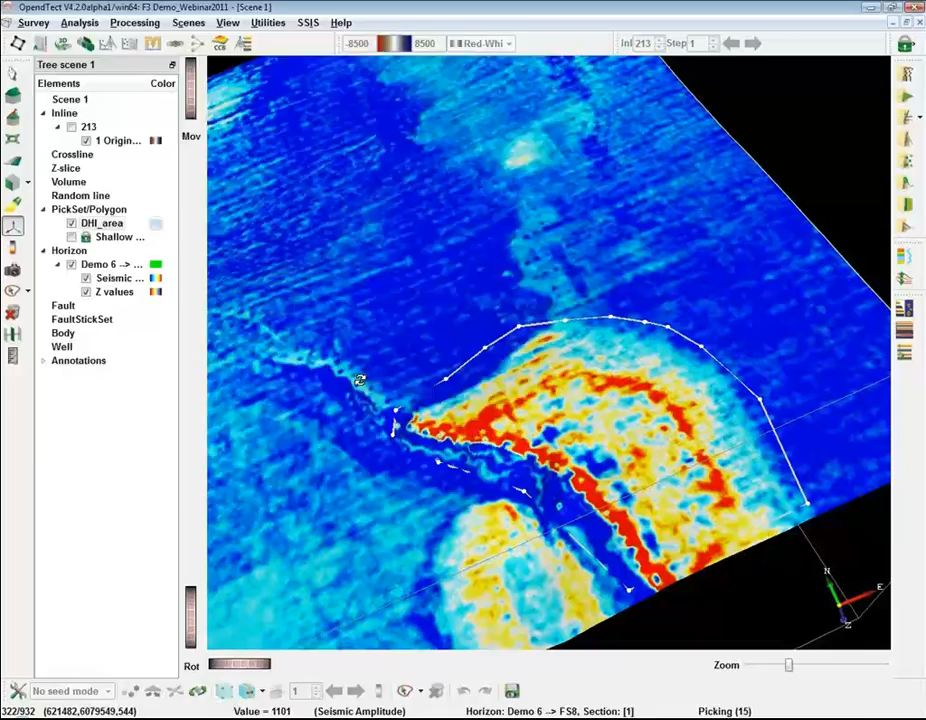 OpendTect V4.2.0alpha1/win64: F3 Demo_Webinar2011 - [Scene 1]
Survey Analysis Processing Scenes View Utilities SSIS Help
-8500 8500 Red-Whi Inl 213 Step 1
Tree scene 1
Elements Color
Scene 1
Inline
213
1 Origin...
Crossline
Z-slice
Volume
Random line
PickSet/Polygon
DHI_area
Shallow ...
Horizon
Demo 6 --> ...
Seismic ...
Z values
Fault
FaultStickSet
Body
Well
Annotations
Mov
N
E
Z
Rot
Zoom
No seed mode 1
322/932 (621482,6079549,544) Value = 1101 (Seismic Amplitude) Horizon: Demo 6 --> FS8, Section: [1] Picking (15)